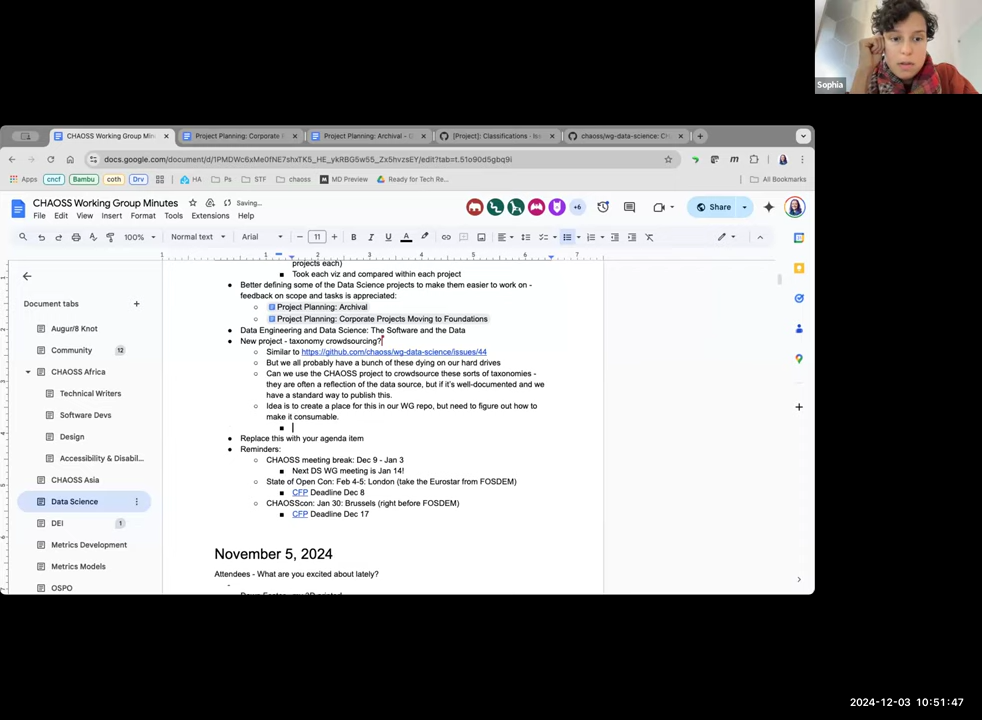 Sophia
CHAOSS Working Group Min
Project Planning: Corporate F
Project Planning: Archival - (
[Project]: Classifications · Iss
chaoss/wg-data-science: C
docs.google.com/document/d/1PMDWc6xMe0fNE7shxTK5_HE_ykRBG5w55_Zx5hvzsEY/edit?tab=t.51o90d5gbq9i
Apps
cncf
Bambu
coth
Drv
HA
Ps
STF
chaoss
MD Preview
Ready for Tech Re...
All Bookmarks
CHAOSS Working Group Minutes
Saving...
File Edit View Insert Format Tools Extensions Help
+6
Share
100%
Normal text
Arial
11
B I U A
1 1 2 3 4 5 6 7
Document tabs
Augur/8 Knot
Community
12
CHAOSS Africa
Technical Writers
Software Devs
Design
Accessibility & Disabil...
CHAOSS Asia
Data Science
DEI
1
Metrics Development
Metrics Models
OSPO
projects each)
Took each viz and compared within each project
Better defining some of the Data Science projects to make them easier to work on -
feedback on scope and tasks is appreciated:
Project Planning: Archival
Project Planning: Corporate Projects Moving to Foundations
Data Engineering and Data Science: The Software and the Data
New project - taxonomy crowdsourcing?
Similar to https://github.com/chaoss/wg-data-science/issues/44
But we all probably have a bunch of these dying on our hard drives
Can we use the CHAOSS project to crowdsource these sorts of taxonomies -
they are often a reflection of the data source, but if it's well-documented and we
have a standard way to publish this.
Idea is to create a place for this in our WG repo, but need to figure out how to
make it consumable.
Replace this with your agenda item
Reminders:
CHAOSS meeting break: Dec 9 - Jan 3
Next DS WG meeting is Jan 14!
State of Open Con: Feb 4-5: London (take the Eurostar from FOSDEM)
CFP Deadline Dec 8
CHAOSScon: Jan 30: Brussels (right before FOSDEM)
CFP Deadline Dec 17
November 5, 2024
Attendees - What are you excited about lately?
2024-12-03 10:51:47